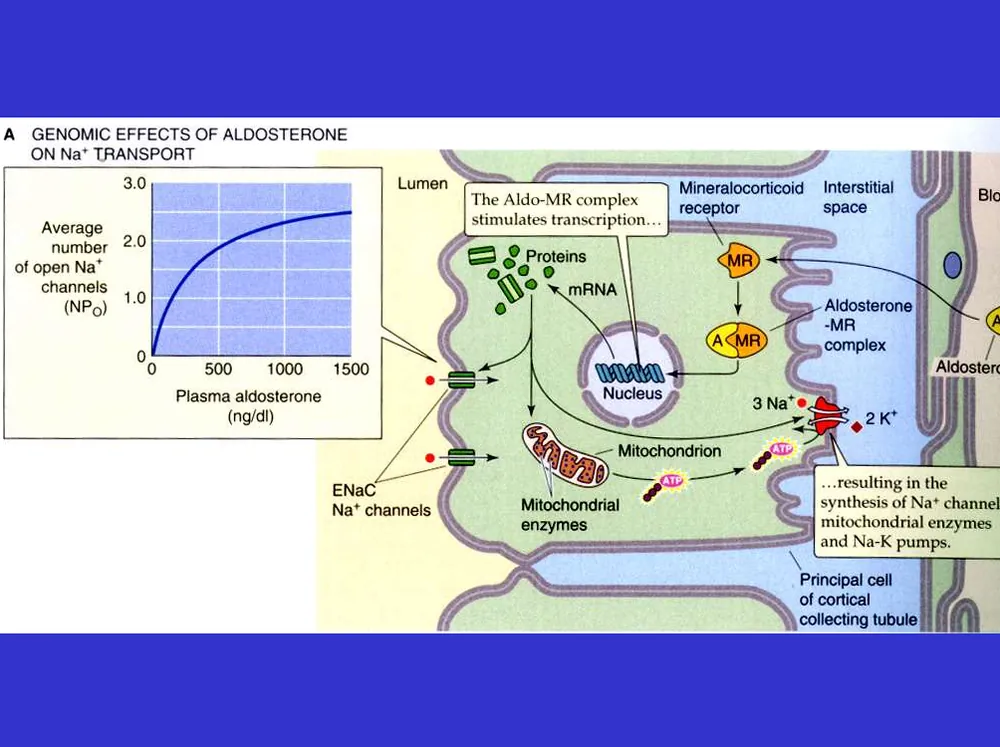 A GENOMIC EFFECTS OF ALDOSTERONE
ON Na⁺ TRANSPORT
3.0
2.0
1.0
0
Average
number
of open Na⁺
channels
(NP_O)
0 500 1000 1500
Plasma aldosterone
(ng/dl)
Lumen
The Aldo-MR complex
stimulates transcription...
Mineralocorticoid
receptor
Interstitial
space
Blo
Proteins
mRNA
MR
A MR
Aldosterone
-MR
complex
A
Aldostero
Nucleus
3 Na⁺
2 K⁺
Mitochondrion
ATP
ATP
Mitochondrial
enzymes
ENaC
Na⁺ channels
...resulting in the
synthesis of Na⁺ channel
mitochondrial enzymes
and Na-K pumps.
Principal cell
of cortical
collecting tubule